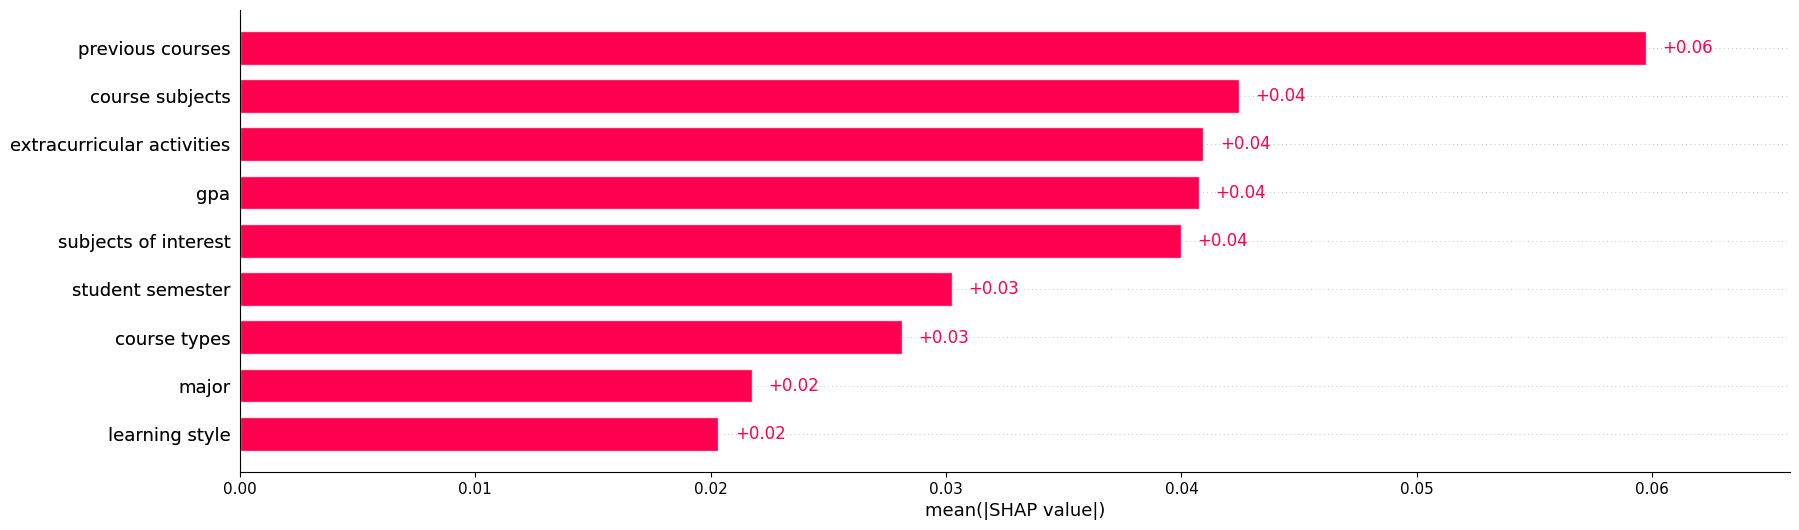 previous courses +0.06
course subjects +0.04
extracurricular activities +0.04
gpa +0.04
subjects of interest +0.04
student semester +0.03
course types +0.03
major +0.02
learning style +0.02
0.00 0.01 0.02 0.03 0.04 0.05 0.06
mean(|SHAP value|)